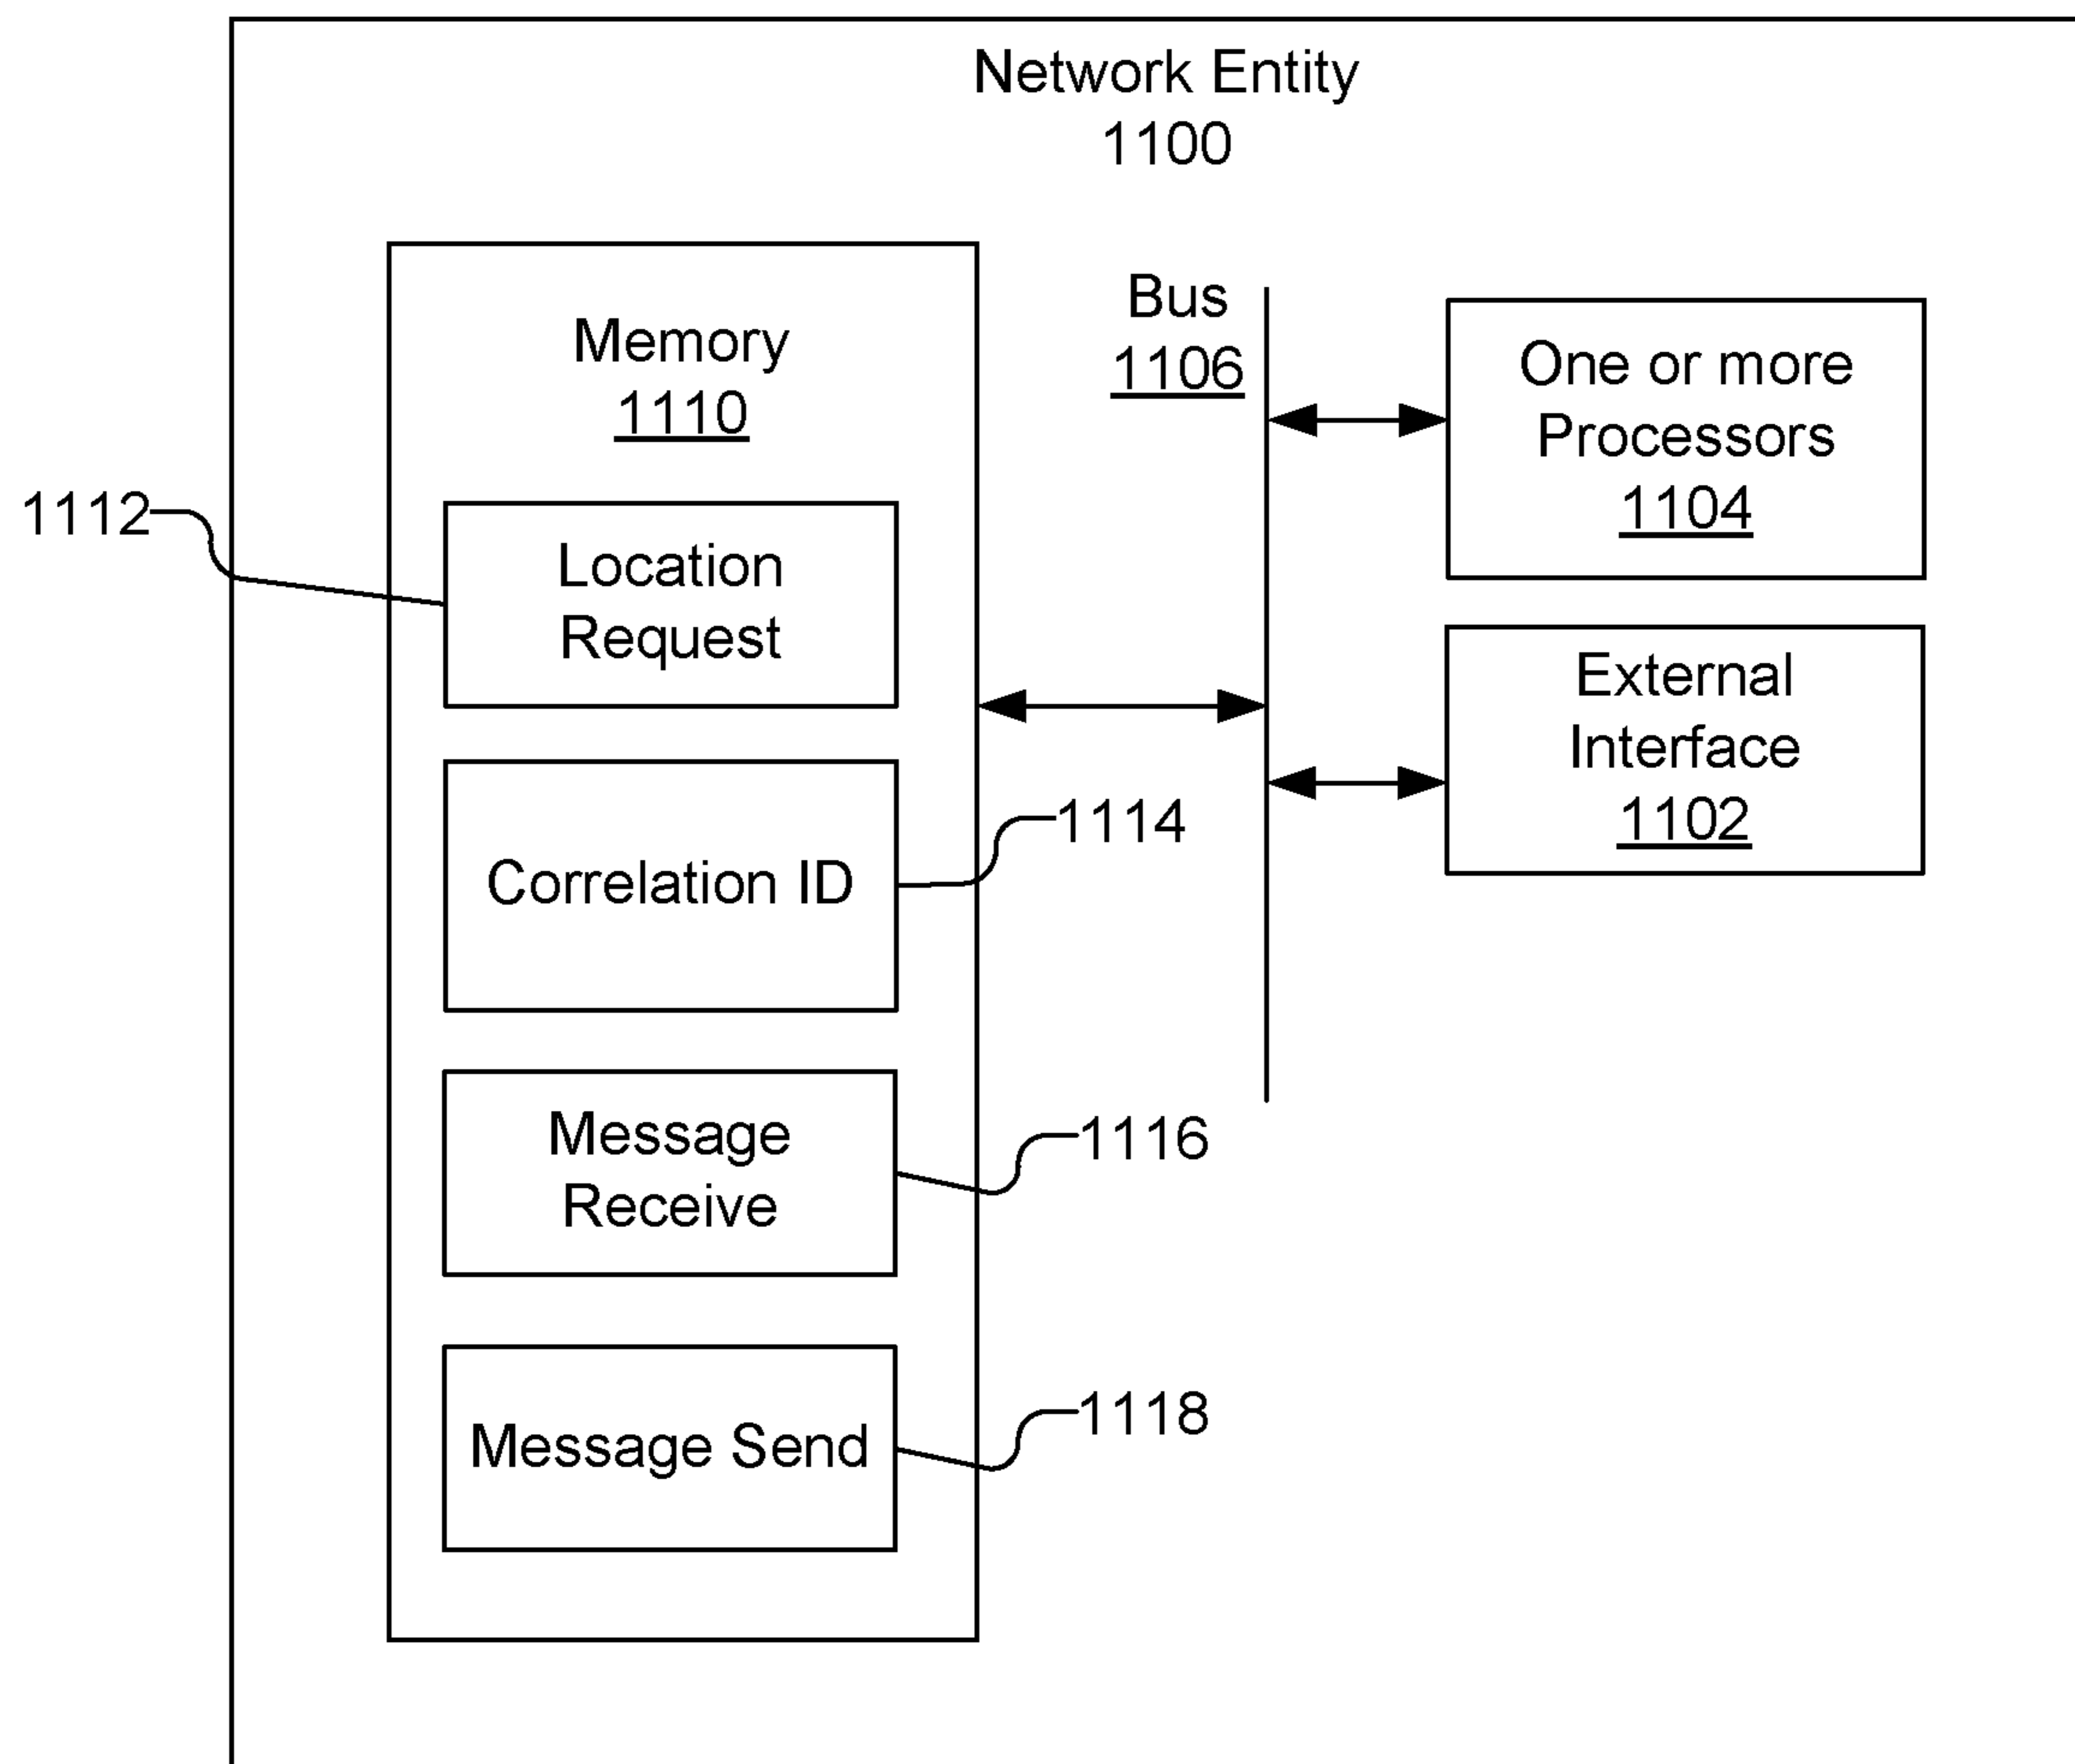 Network Entity
1100
Memory
1110
1112
Location
Request
Correlation ID
1114
Message
Receive
1116
Message Send
1118
Bus
1106
One or more
Processors
1104
External
Interface
1102